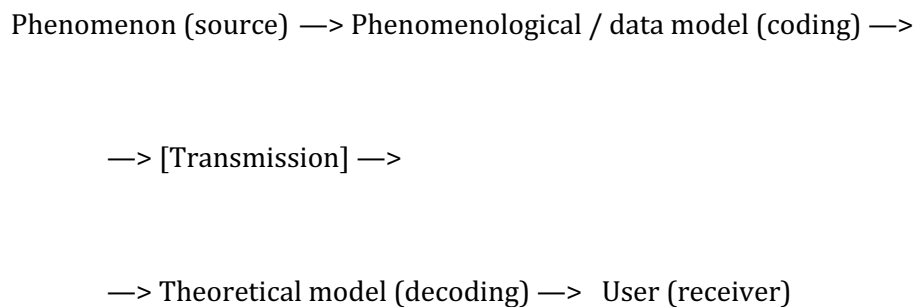 Phenomenon (source) —> Phenomenological / data model (coding) —>
—> [Transmission] —>
—> Theoretical model (decoding) —> User (receiver)